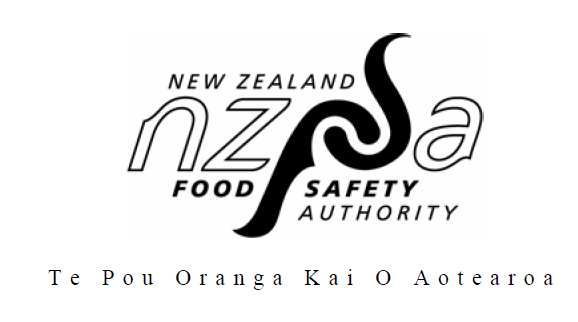 NEW ZEALAND
nzfsa
FOOD SAFETY
AUTHORITY
Te Pou Oranga Kai O Aotearoa